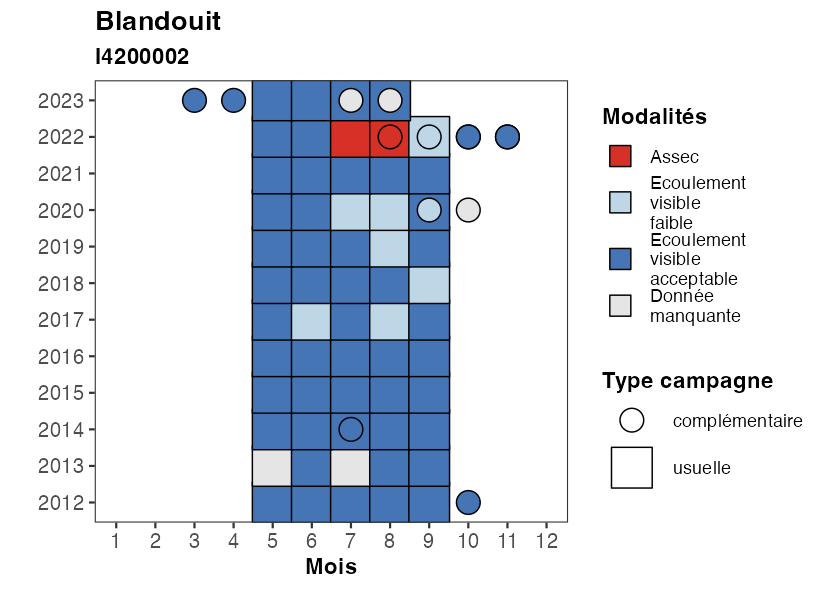 Blandouit
I4200002
2023
2022
2021
2020
2019
2018
2017
2016
2015
2014
2013
2012
1 2 3 4 5 6 7 8 9 10 11 12
Mois
Modalités
Assec
Ecoulement
visible
faible
Ecoulement
visible
acceptable
Donnée
manquante
Type campagne
complémentaire
usuelle